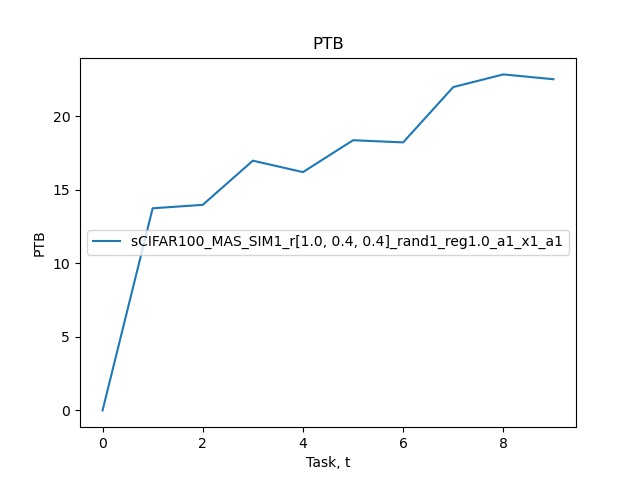 PTB
20
15
10
5
0
PTB
sCIFAR100_MAS_SIM1_r[1.0, 0.4, 0.4]_rand1_reg1.0_a1_x1_a1
0 2 4 6 8
Task, t